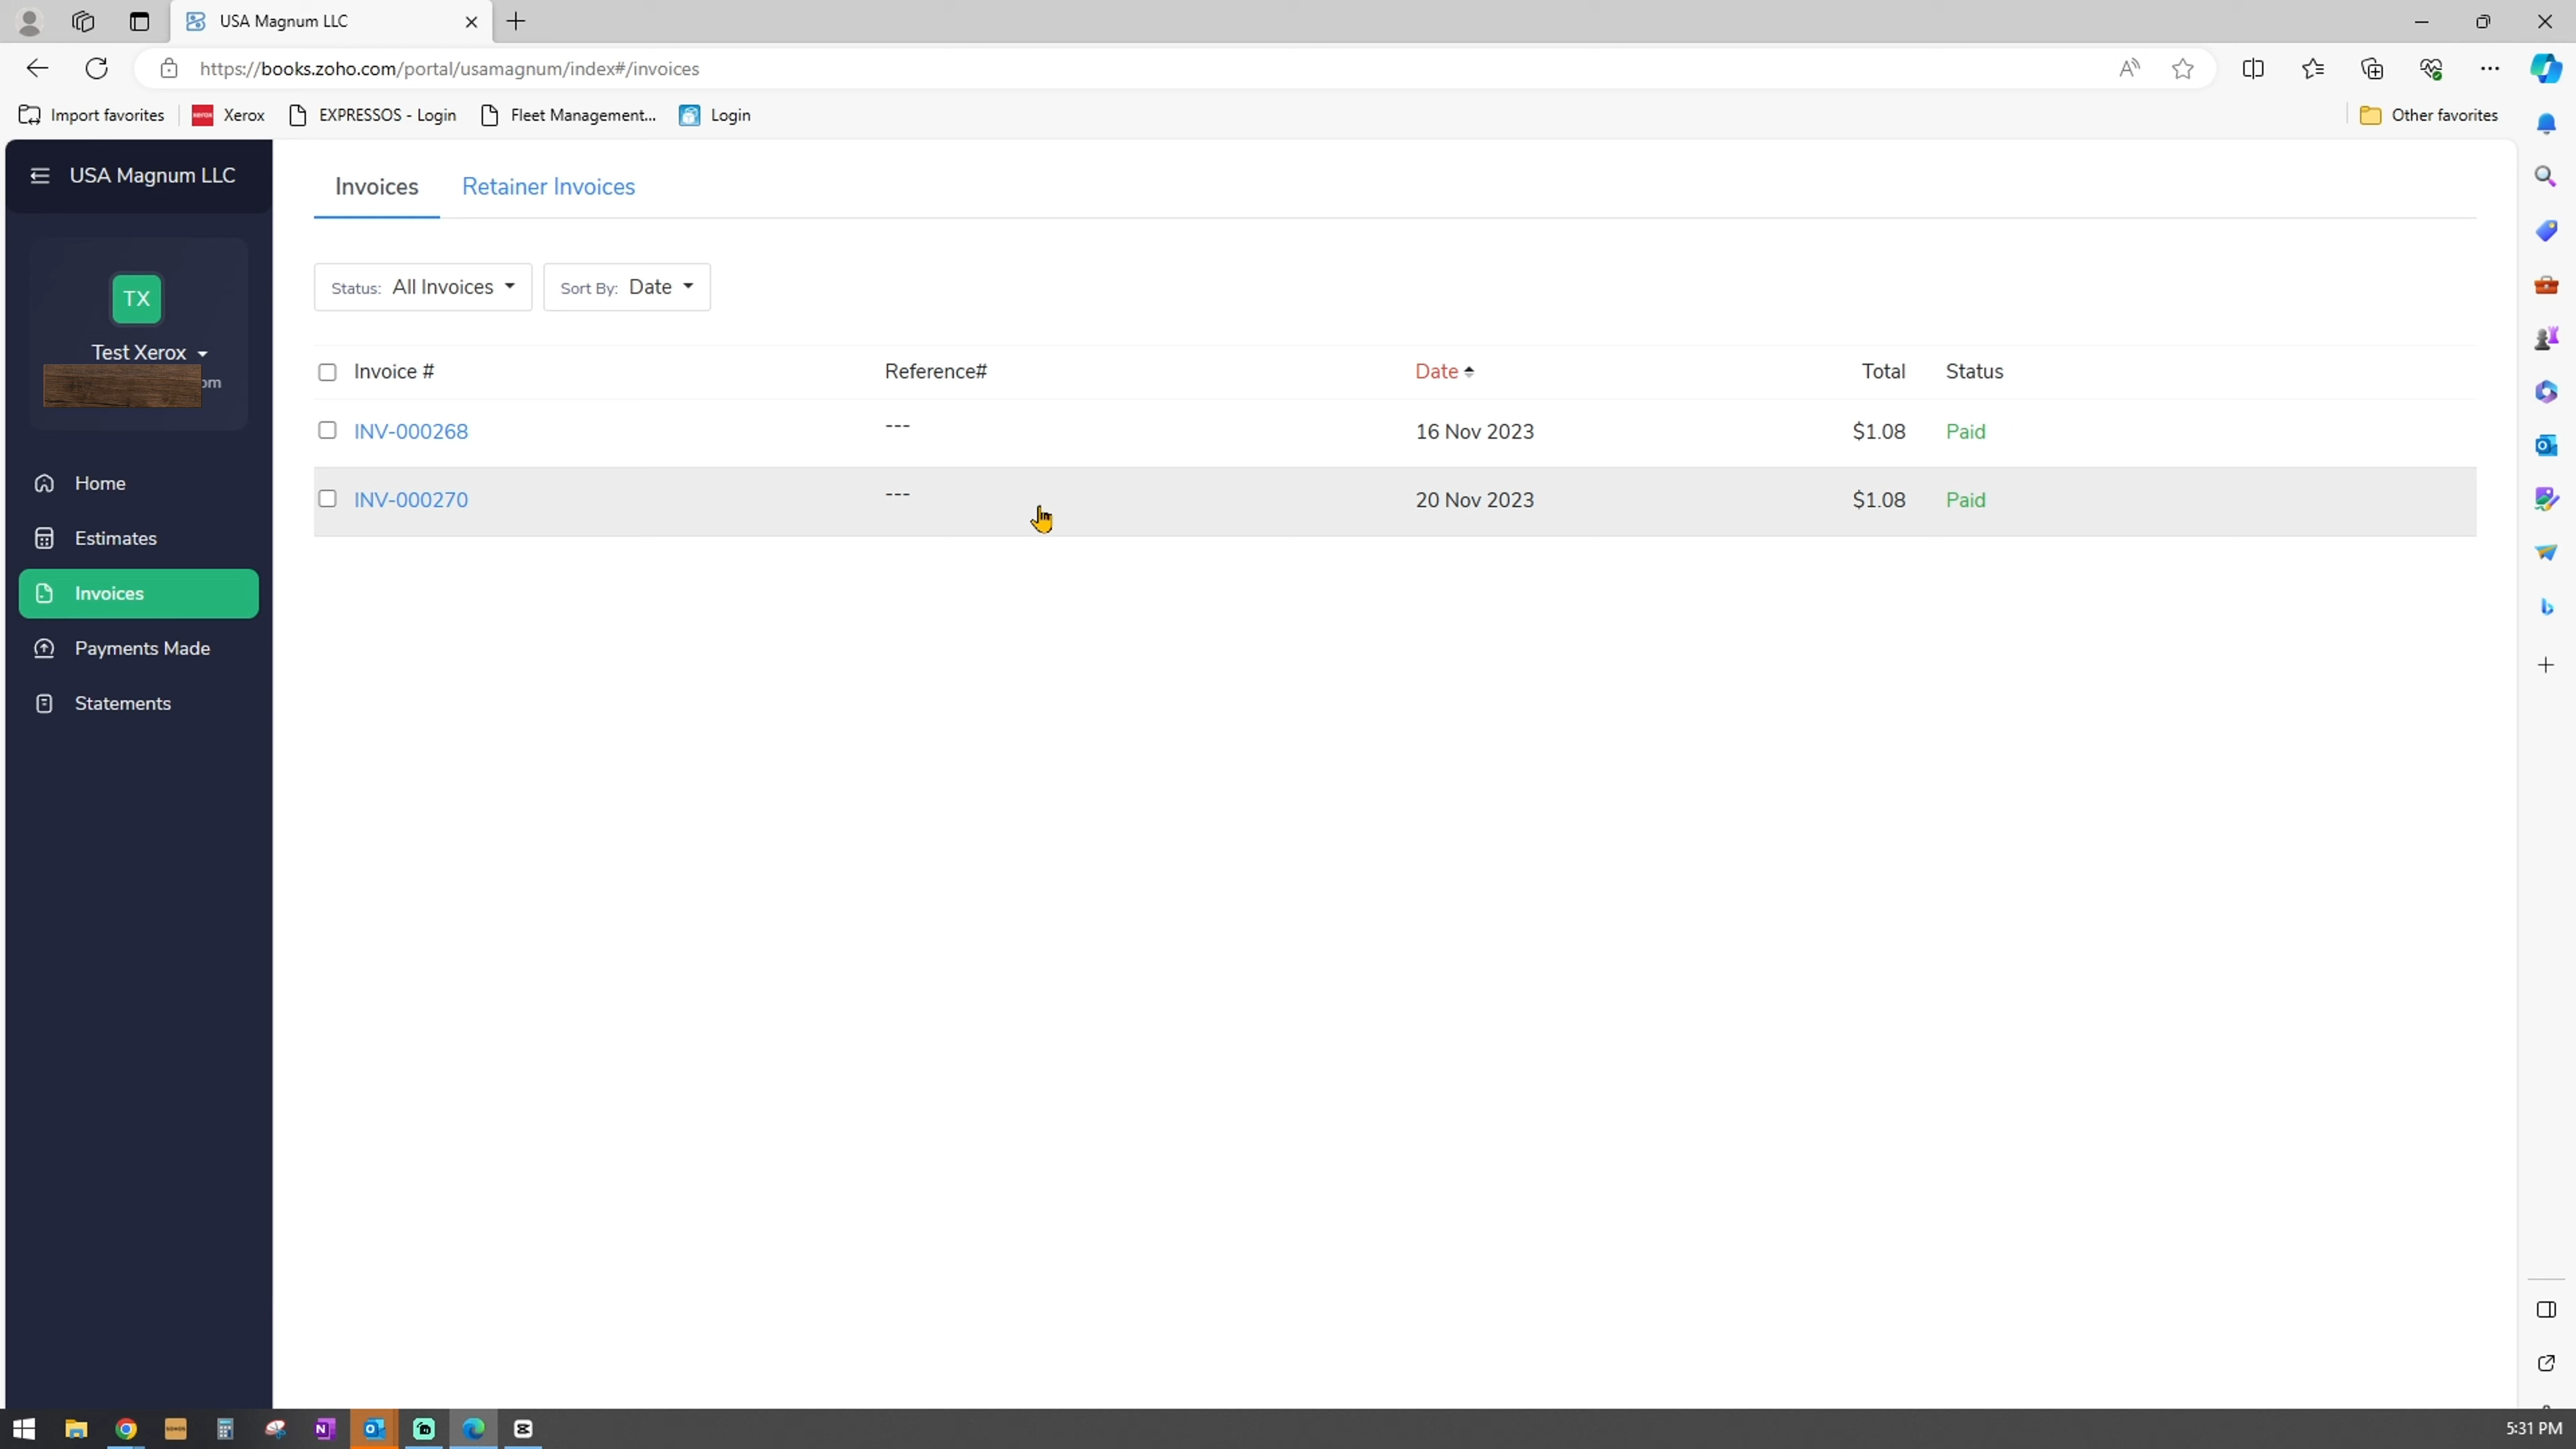 USA Magnum LLC
https://books.zoho.com/portal/usamagnum/index#/invoices
Import favorites
Xerox
EXPRESSOS - Login
Fleet Management...
Login
Other favorites
USA Magnum LLC
TX
Test Xerox
om
Home
Estimates
Invoices
Payments Made
Statements
Invoices Retainer Invoices
Status: All Invoices Sort By: Date
Invoice # Reference# Date Total Status
INV-000268 --- 16 Nov 2023 $1.08 Paid
INV-000270 --- 20 Nov 2023 $1.08 Paid
5:31 PM